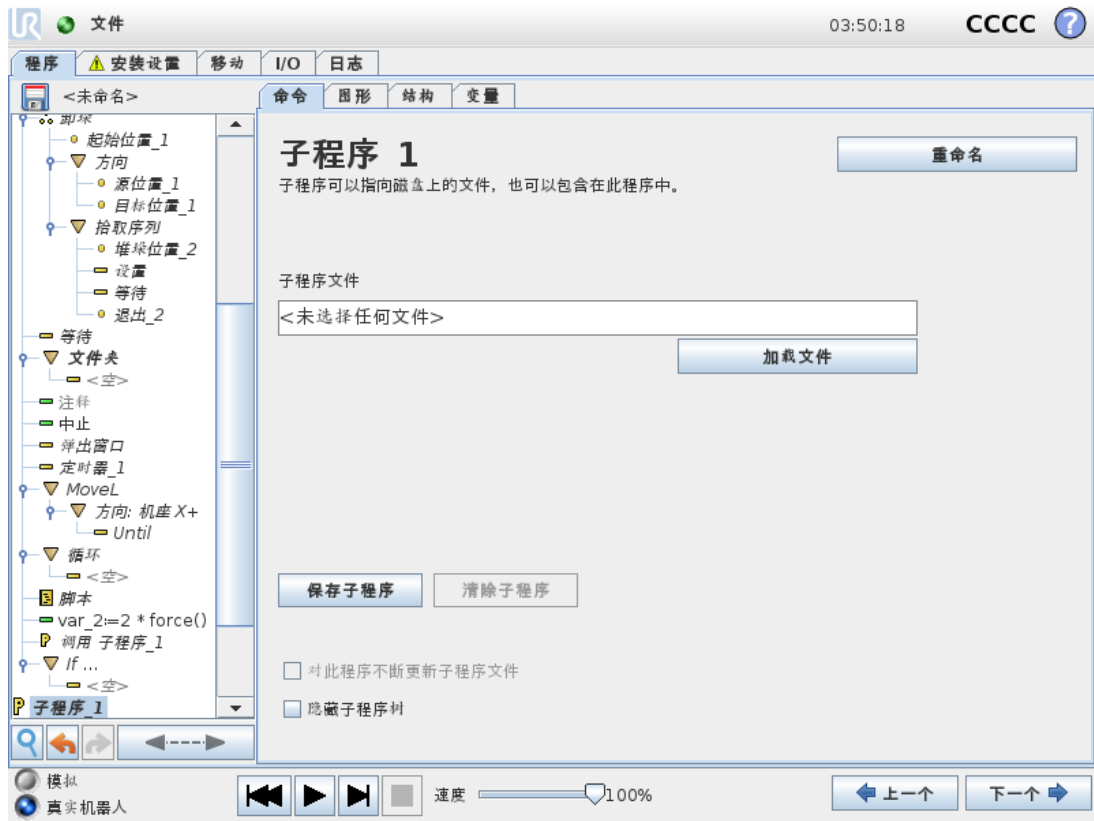 UR 文件 03:50:18 CCCC ?
程序 安装设置 移动 I/O 日志
<未命名> 命令 图形 结构 变量
卸垛
起始位置_1
方向
源位置_1
目标位置_1
拾取序列
堆垛位置_2
设置
等待
退出_2
等待
文件夹
<空>
注释
中止
弹出窗口
定时器_1
MoveL
方向: 机座 X+
Until
循环
<空>
脚本
var_2:=2 * force()
调用 子程序_1
If ...
<空>
子程序_1
子程序 1
重命名
子程序可以指向磁盘上的文件，也可以包含在此程序中。
子程序文件
<未选择任何文件>
加载文件
保存子程序 清除子程序
对此程序不断更新子程序文件
隐藏子程序树
模拟
真实机器人
速度 100%
上一个 下一个